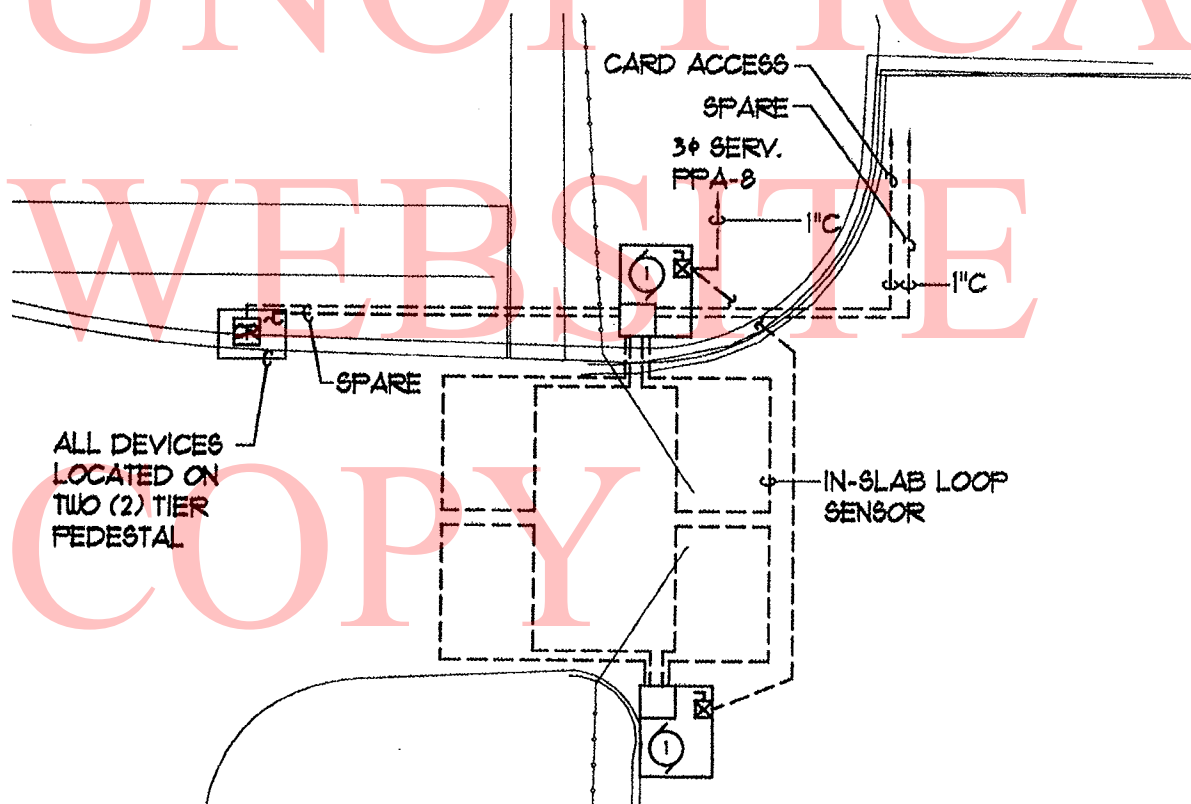 UNOFFICIAL
CARD ACCESS
SPARE
3ϕ SERV.
PPA-8
1"C
WEBSITE
1"C
1
CR
SPARE
ALL DEVICES
LOCATED ON
TWO (2) TIER
PEDESTAL
IN-SLAB LOOP
SENSOR
COPY
1